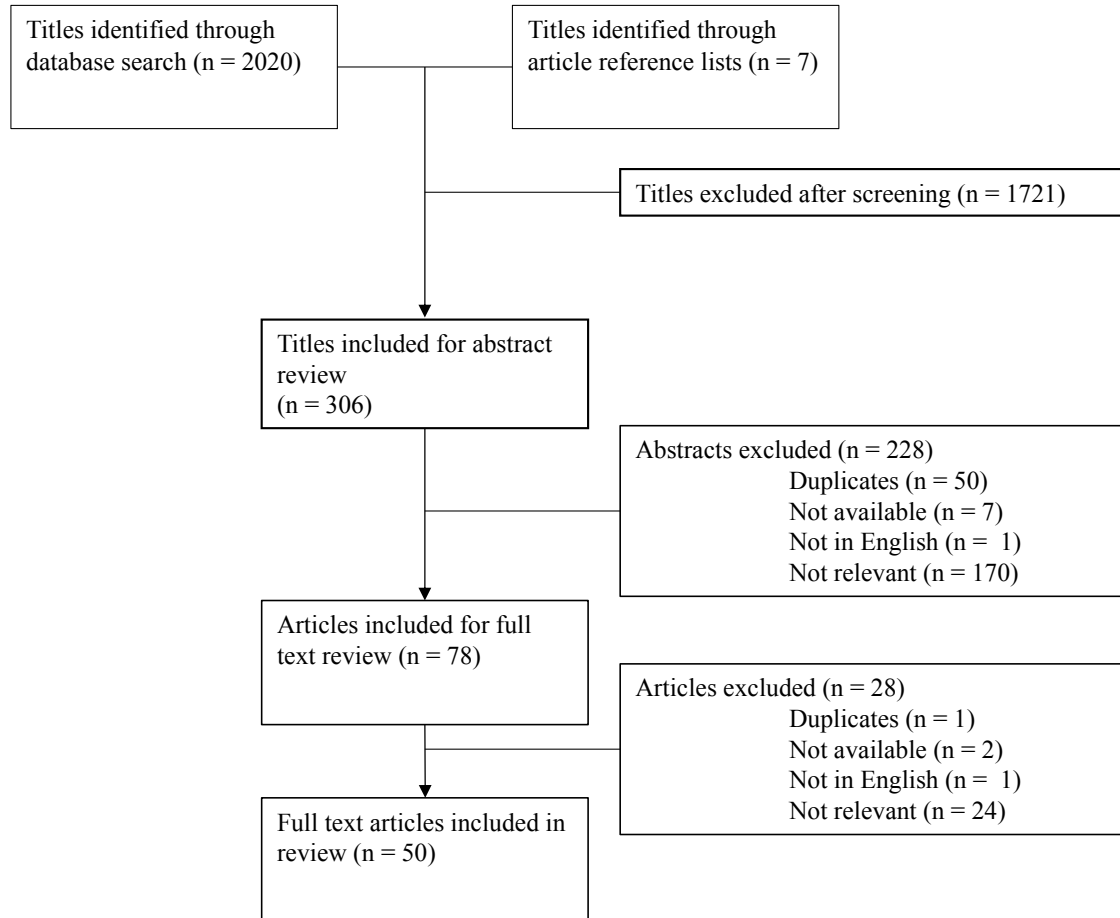 Titles identified through
database search (n = 2020)
Titles identified through
article reference lists (n = 7)
Titles excluded after screening (n = 1721)
Titles included for abstract
review
(n = 306)
Abstracts excluded (n = 228)
Duplicates (n = 50)
Not available (n = 7)
Not in English (n =  1)
Not relevant (n = 170)
Articles included for full
text review (n = 78)
Articles excluded (n = 28)
Duplicates (n = 1)
Not available (n = 2)
Not in English (n =  1)
Not relevant (n = 24)
Full text articles included in
review (n = 50)